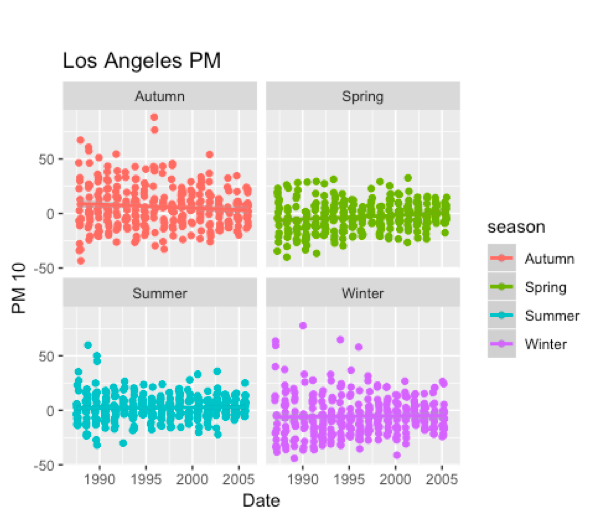 Los Angeles PM
Autumn
Spring
50
0
-50
Summer
Winter
50
0
-50
1990 1995 2000 2005
1990 1995 2000 2005
PM 10
Date
season
Autumn
Spring
Summer
Winter